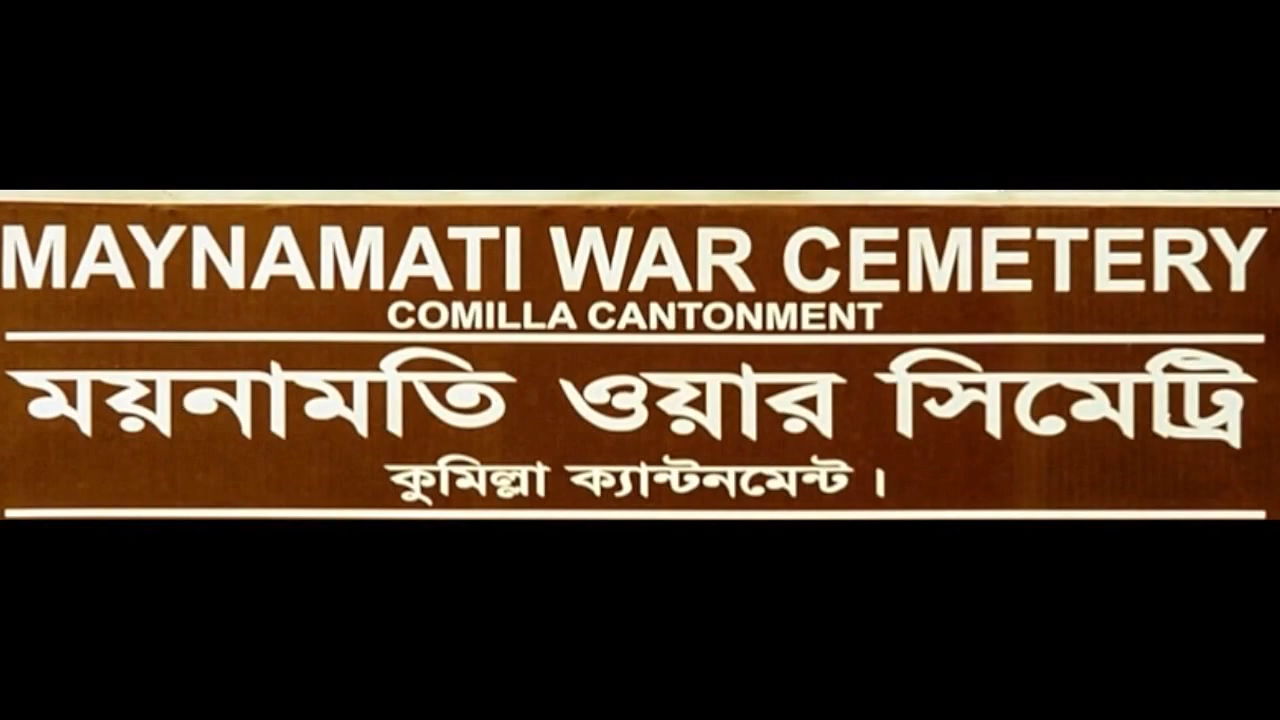 MAYNAMATI WAR CEMETERY
COMILLA CANTONMENT
ময়নামতি ওয়ার সিমেট্রি
কুমিল্লা ক্যান্টনমেন্ট ।